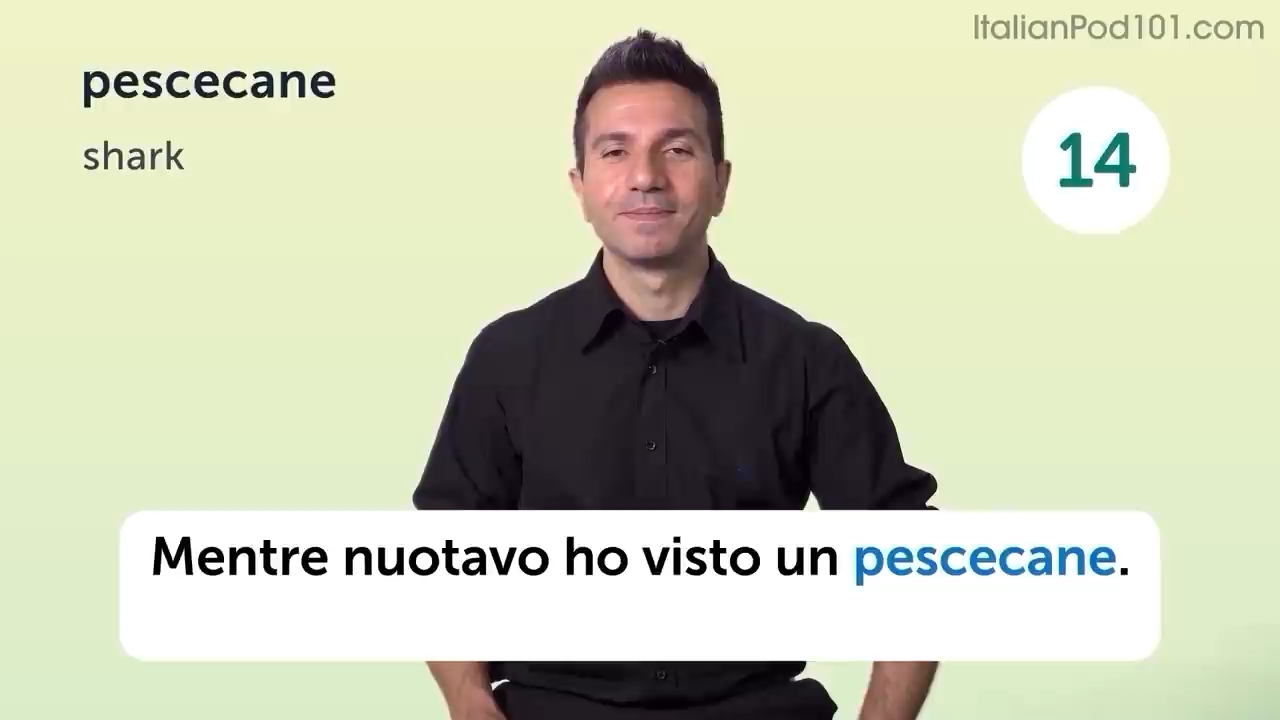 ItalianPod101.com
pescecane
shark
14
Mentre nuotavo ho visto un pescecane.